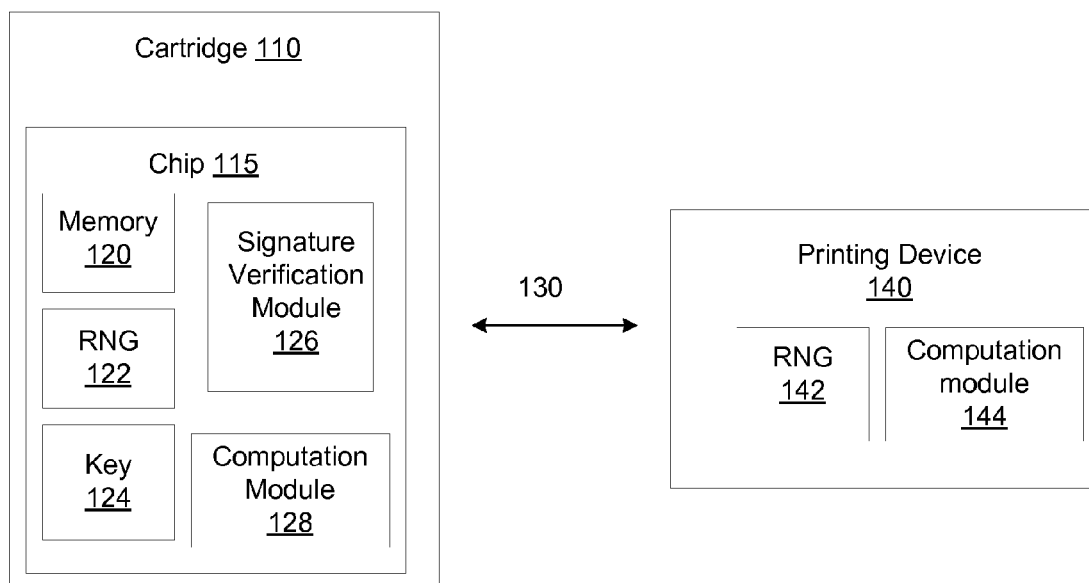 Cartridge 110
Chip 115
Memory
120
Signature
Verification
Module
126
RNG
122
Key
124
Computation
Module
128
130
Printing Device
140
RNG
142
Computation
module
144